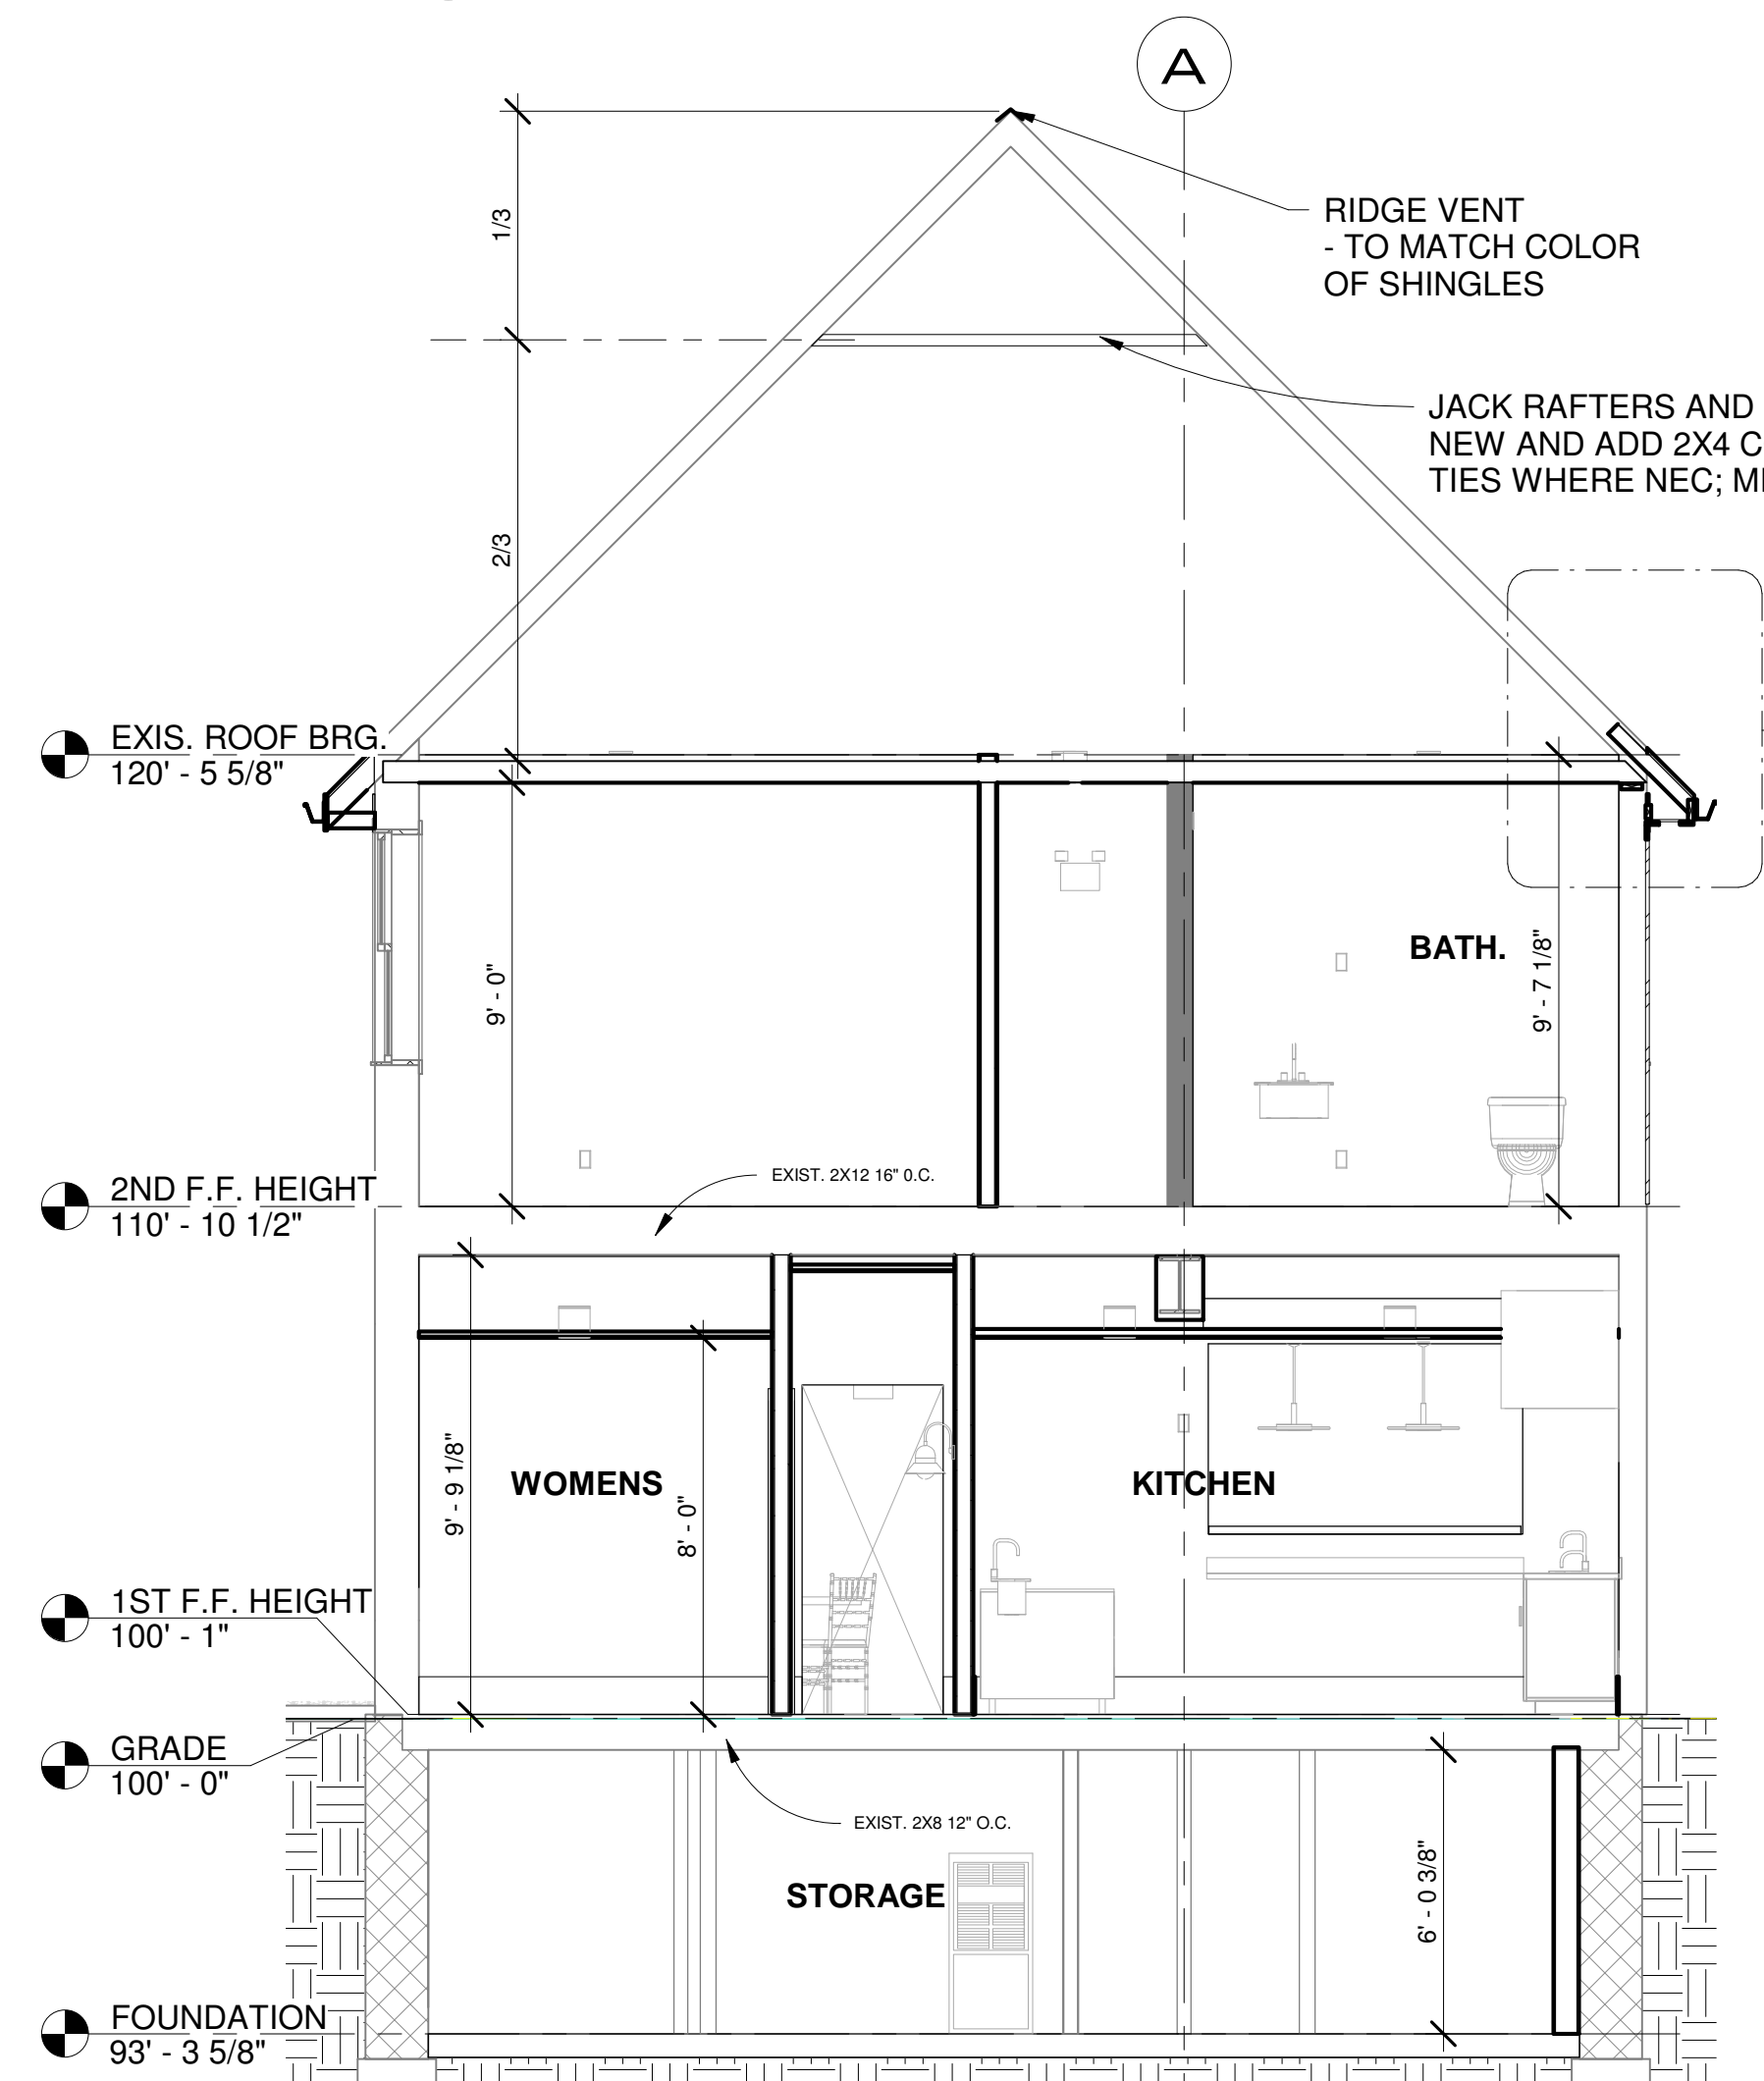 A
1/3
RIDGE VENT
- TO MATCH COLOR
OF SHINGLES
JACK RAFTERS AND
NEW AND ADD 2X4 C
TIES WHERE NEC;
2/3
EXIS. ROOF BRG.
120' - 5 5/8"
BATH.
9' - 0"
9' - 7 1/8"
EXIST. 2X12 16" 0.C.
2ND F.F. HEIGHT
110' - 10 1/2"
WOMENS
KITCHEN
9' - 9 1/8"
8' - 0"
1ST F.F. HEIGHT
100' - 1"
GRADE
100' - 0"
EXIST. 2X8 12" O.C.
STORAGE
6' - 0 3/8"
FOUNDATION
93' - 3 5/8"